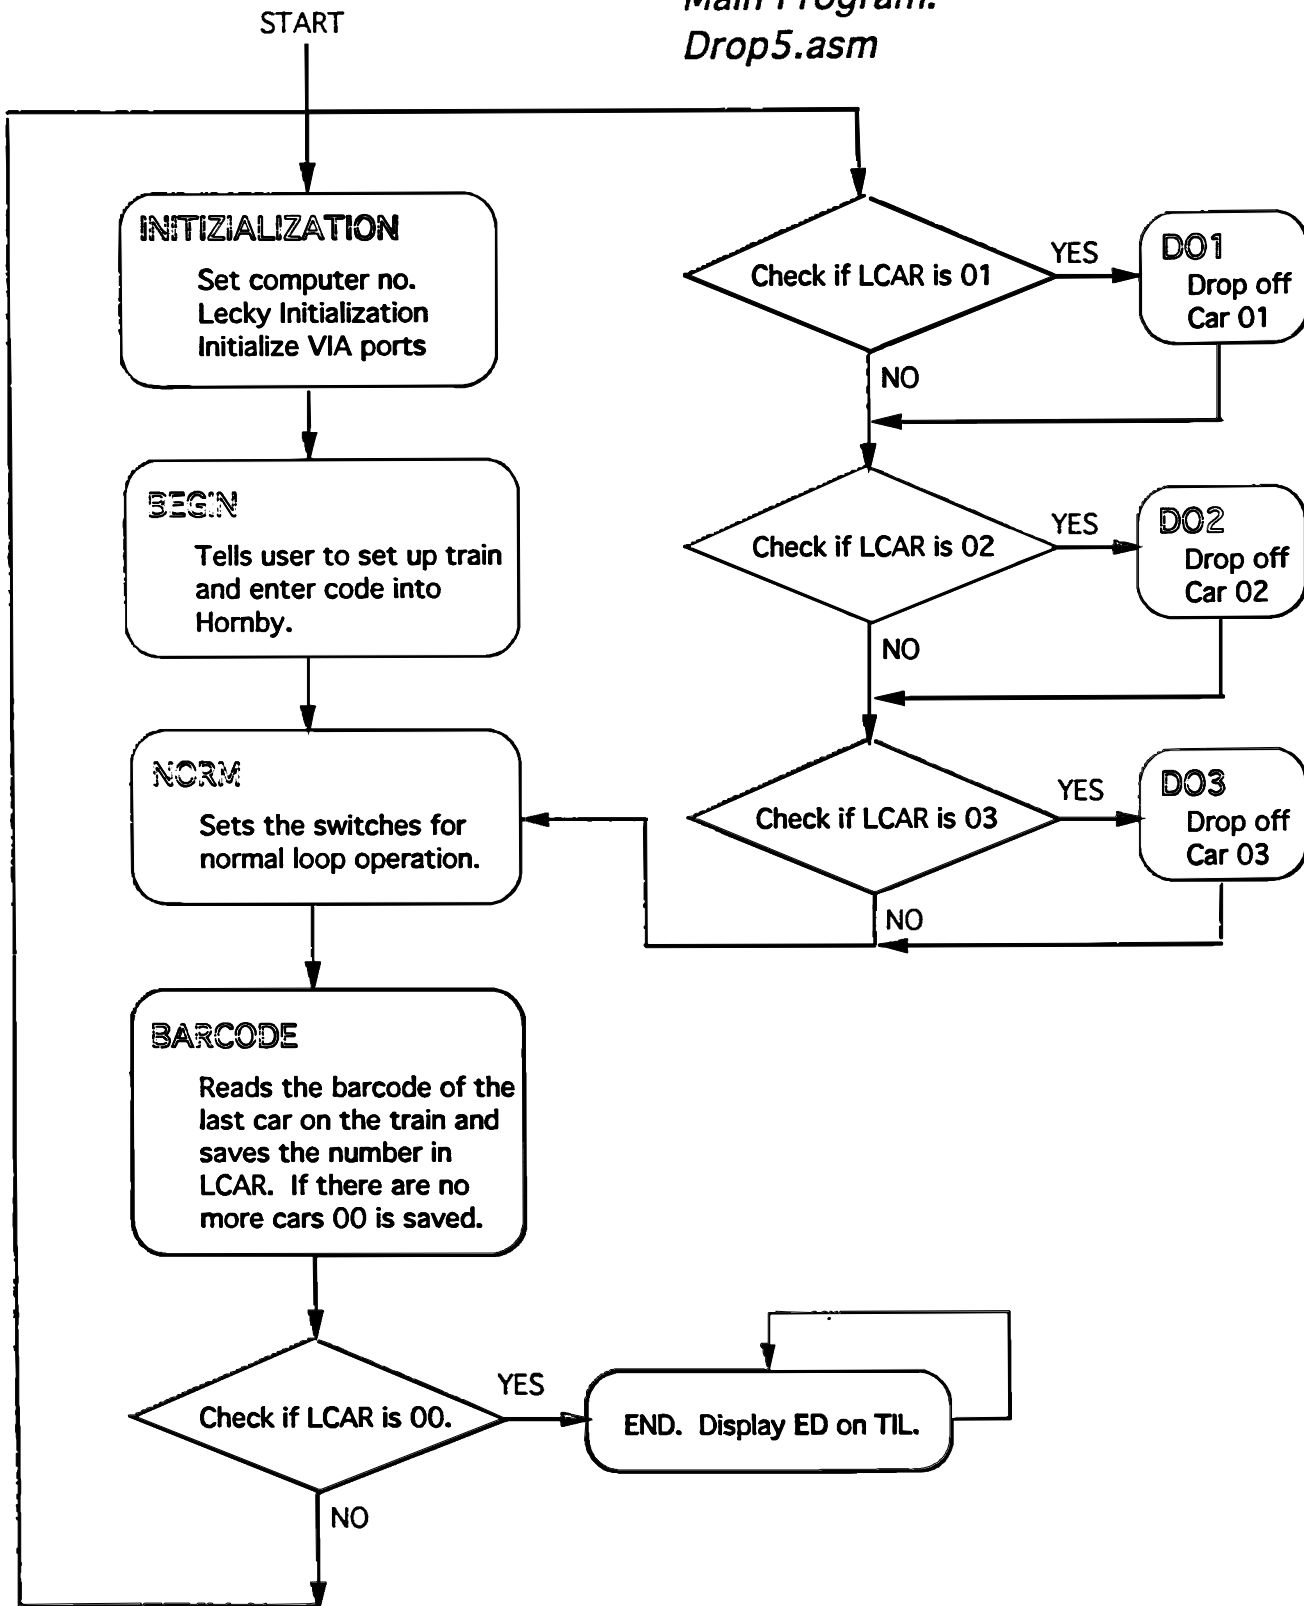 Main Program:
Drop5.asm
START
INITIZIALIZATION
Set computer no.
Lecky Initialization
Initialize VIA ports
BEGIN
Tells user to set up train
and enter code into
Hornby.
NORM
Sets the switches for
normal loop operation.
BARCODE
Reads the barcode of the
last car on the train and
saves the number in
LCAR. If there are no
more cars 00 is saved.
Check if LCAR is 00.
YES
END. Display ED on TIL.
NO
Check if LCAR is 01
YES
DO1
Drop off
Car 01
NO
Check if LCAR is 02
YES
DO2
Drop off
Car 02
NO
Check if LCAR is 03
YES
DO3
Drop off
Car 03
NO